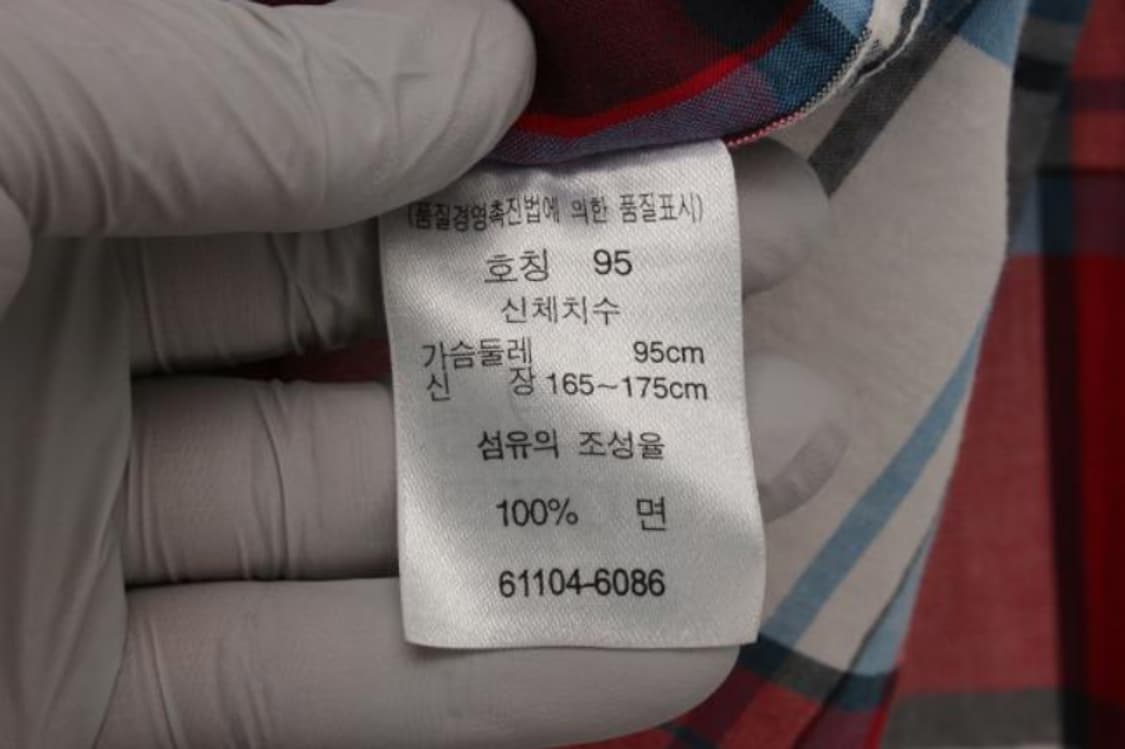 (품질경영촉진법에 의한 품질표시)
호칭 95
신체치수
가슴둘레 95cm
신 장 165~175cm
섬유의 조성율
100% 면
61104-6086